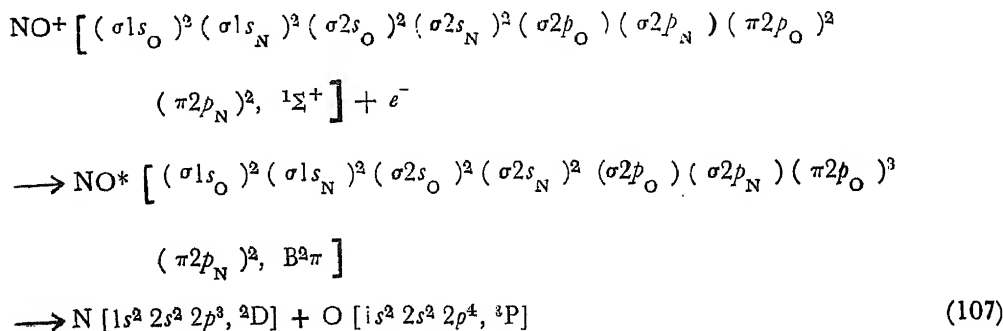 NO⁺ [ (σ1s_O)² (σ1s_N)² (σ2s_O)² (σ2s_N)² (σ2p_O) (σ2p_N) (π2p_O)²
(π2p_N)², ¹Σ⁺ ] + e⁻
⟶ NO* [ (σ1s_O)² (σ1s_N)² (σ2s_O)² (σ2s_N)² (σ2p_O) (σ2p_N) (π2p_O)³
(π2p_N)², B²π ]
⟶ N [1s² 2s² 2p³, ²D] + O [is² 2s² 2p⁴, ³P] (107)